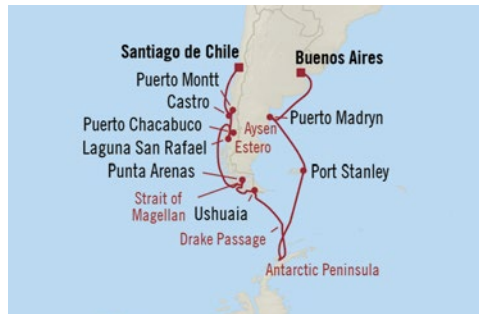 Santiago de Chile
Buenos Aires
Puerto Montt
Castro
Puerto Madryn
Puerto Chacabuco
Aysen
Estero
Laguna San Rafael
Punta Arenas
Port Stanley
Strait of
Magellan
Ushuaia
Drake Passage
Antarctic Peninsula